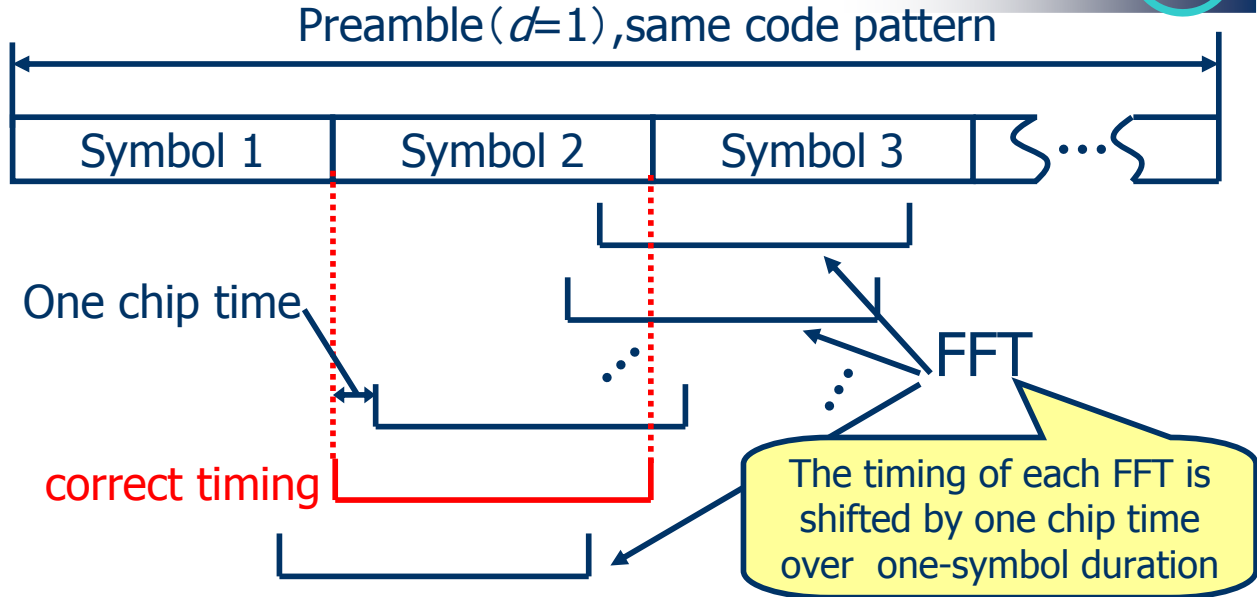 Preamble（d=1）,same code pattern
Symbol 1
Symbol 2
Symbol 3
One chip time
FFT
correct timing
The timing of each FFT is
shifted by one chip time
over one-symbol duration